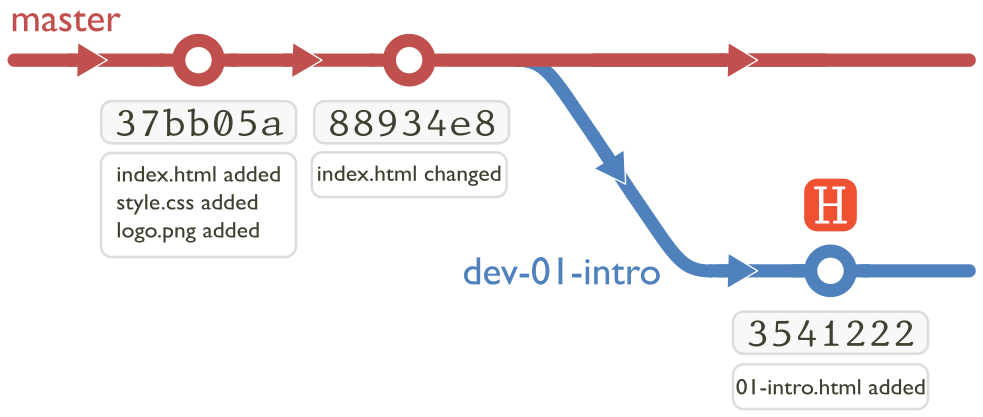 master
37bb05a
88934e8
index.html added
style.css added
logo.png added
index.html changed
H
dev-01-intro
3541222
01-intro.html added